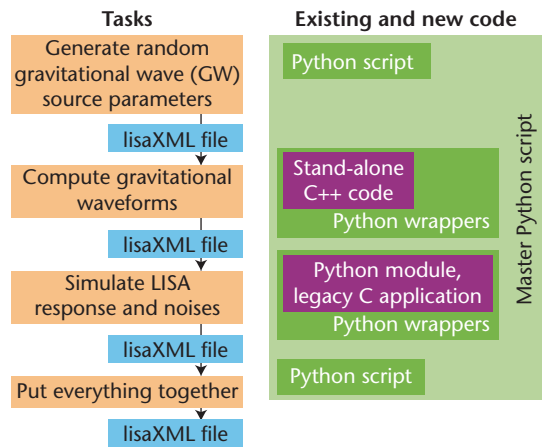 Tasks
Generate random
gravitational wave (GW)
source parameters
lisaXML file
Compute gravitational
waveforms
lisaXML file
Simulate LISA
response and noises
lisaXML file
Put everything together
lisaXML file
Existing and new code
Python script
Stand-alone
C++ code
Python wrappers
Python module,
legacy C application
Python wrappers
Python script
Master Python script